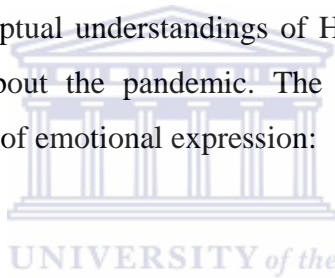 ptual understandings of H
bout the pandemic. The
of emotional expression:
UNIVERSITY of the